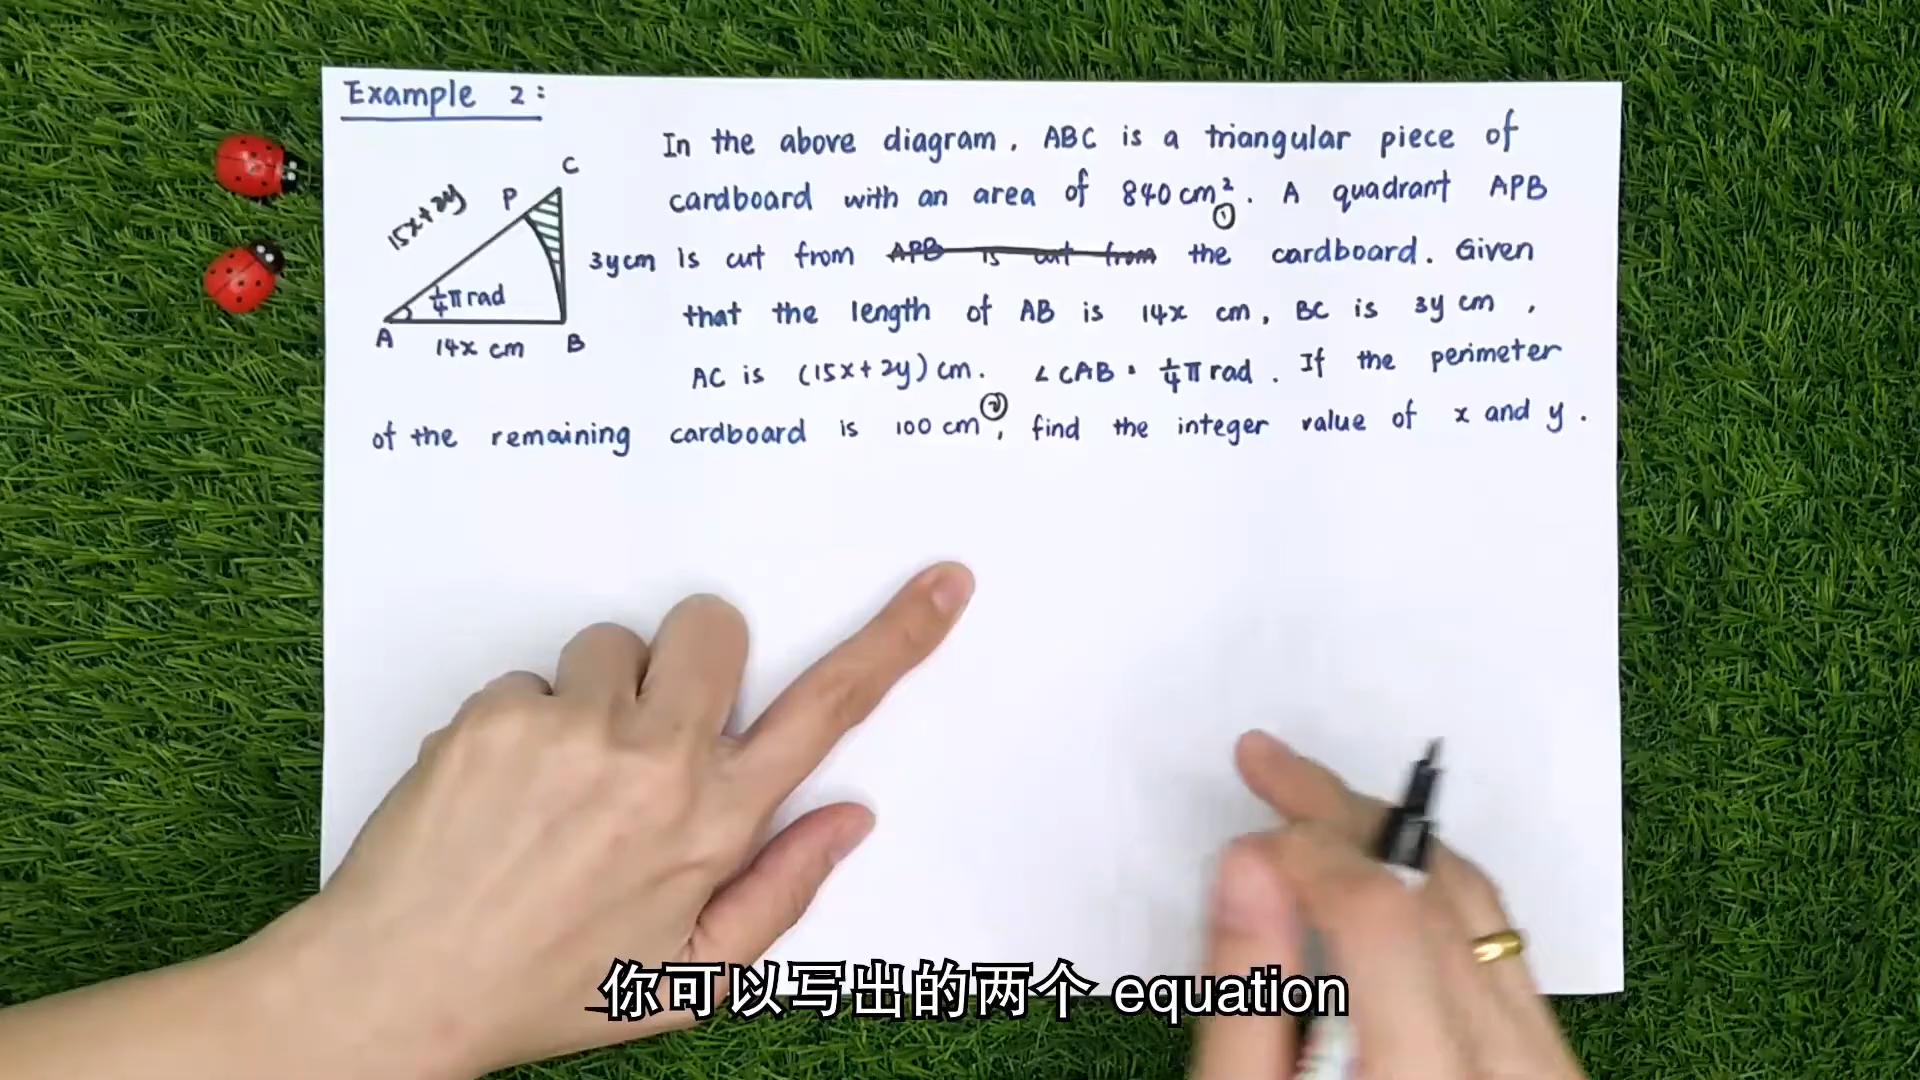 Example 2:
In the above diagram, ABC is a triangular piece of
cardboard with an area of 840 cm². A quadrant APB
①
is cut from APB is cut from the cardboard. Given
that the length of AB is 14x cm, BC is 3y cm,
AC is (15x+2y) cm. ∠CAB = ¼π rad. If the perimeter
②
of the remaining cardboard is 100 cm, find the integer value of x and y.
C
P
15x+2y
3y cm
¼π rad
A
14x cm
B
你可以写出的两个 equation